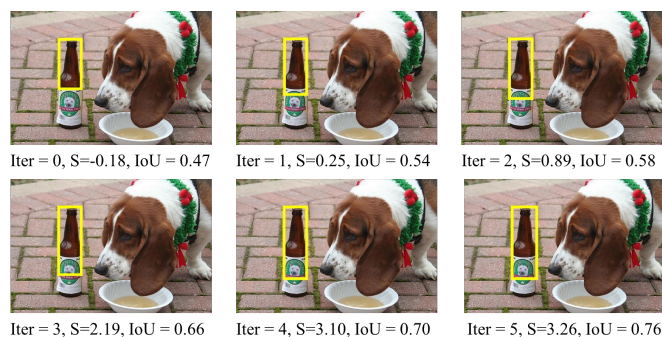 Iter = 0, S=-0.18, IoU = 0.47
Iter = 1, S=0.25, IoU = 0.54
Iter = 2, S=0.89, IoU = 0.58
Iter = 3, S=2.19, IoU = 0.66
Iter = 4, S=3.10, IoU = 0.70
Iter = 5, S=3.26, IoU = 0.76